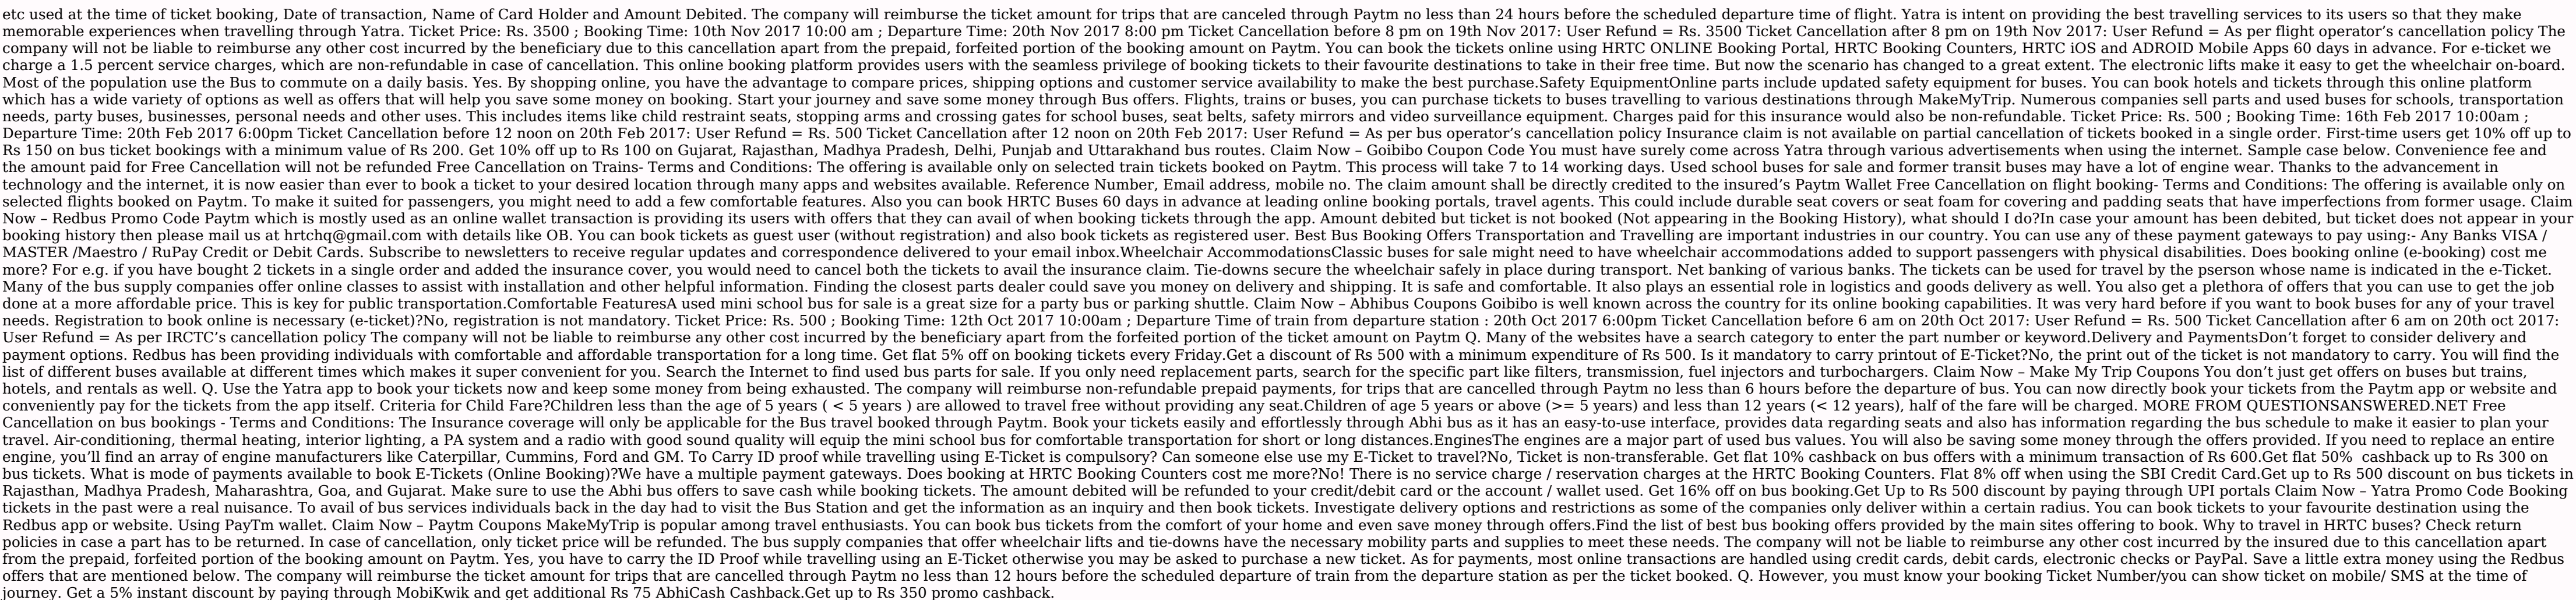 etc used at the time of ticket booking, Date of transaction, Name of Card Holder and Amount Debited. The company will reimburse the ticket amount for trips that are canceled through Paytm no less than 24 hours before the scheduled departure time of flight. Yatra is intent on providing the best travelling services to its users so that they make
memorable experiences when travelling through Yatra. Ticket Price: Rs. 3500 ; Booking Time: 10th Nov 2017 10:00 am ; Departure Time: 20th Nov 2017 8:00 pm Ticket Cancellation before 8 pm on 19th Nov 2017: User Refund = Rs. 3500 Ticket Cancellation after 8 pm on 19th Nov 2017: User Refund = As per flight operator’s cancellation policy The
company will not be liable to reimburse any other cost incurred by the beneficiary due to this cancellation apart from the prepaid, forfeited portion of the booking amount on Paytm. You can book the tickets online using HRTC ONLINE Booking Portal, HRTC Booking Counters, HRTC iOS and ADROID Mobile Apps 60 days in advance. For e-ticket we
charge a 1.5 percent service charges, which are non-refundable in case of cancellation. This online booking platform provides users with the seamless privilege of booking tickets to their favourite destinations to take in their free time. But now the scenario has changed to a great extent. The electronic lifts make it easy to get the wheelchair on-board.
Most of the population use the Bus to commute on a daily basis. Yes. By shopping online, you have the advantage to compare prices, shipping options and customer service availability to make the best purchase.Safety EquipmentOnline parts include updated safety equipment for buses. You can book hotels and tickets through this online platform
which has a wide variety of options as well as offers that will help you save some money on booking. Start your journey and save some money through Bus offers. Flights, trains or buses, you can purchase tickets to buses travelling to various destinations through MakeMyTrip. Numerous companies sell parts and used buses for schools, transportation
needs, party buses, businesses, personal needs and other uses. This includes items like child restraint seats, stopping arms and crossing gates for school buses, seat belts, safety mirrors and video surveillance equipment. Charges paid for this insurance would also be non-refundable. Ticket Price: Rs. 500 ; Booking Time: 16th Feb 2017 10:00am ;
Departure Time: 20th Feb 2017 6:00pm Ticket Cancellation before 12 noon on 20th Feb 2017: User Refund = Rs. 500 Ticket Cancellation after 12 noon on 20th Feb 2017: User Refund = As per bus operator’s cancellation policy Insurance claim is not available on partial cancellation of tickets booked in a single order. First-time users get 10% off up to
Rs 150 on bus ticket bookings with a minimum value of Rs 200. Get 10% off up to Rs 100 on Gujarat, Rajasthan, Madhya Pradesh, Delhi, Punjab and Uttarakhand bus routes. Claim Now – Goibibo Coupon Code You must have surely come across Yatra through various advertisements when using the internet. Sample case below. Convenience fee and
the amount paid for Free Cancellation will not be refunded Free Cancellation on Trains- Terms and Conditions: The offering is available only on selected train tickets booked on Paytm. This process will take 7 to 14 working days. Used school buses for sale and former transit buses may have a lot of engine wear. Thanks to the advancement in
technology and the internet, it is now easier than ever to book a ticket to your desired location through many apps and websites available. Reference Number, Email address, mobile no. The claim amount shall be directly credited to the insured’s Paytm Wallet Free Cancellation on flight booking- Terms and Conditions: The offering is available only on
selected flights booked on Paytm. To make it suited for passengers, you might need to add a few comfortable features. Also you can book HRTC Buses 60 days in advance at leading online booking portals, travel agents. This could include durable seat covers or seat foam for covering and padding seats that have imperfections from former usage. Claim
Now – Redbus Promo Code Paytm which is mostly used as an online wallet transaction is providing its users with offers that they can avail of when booking tickets through the app. Amount debited but ticket is not booked (Not appearing in the Booking History), what should I do?In case your amount has been debited, but ticket does not appear in your
booking history then please mail us at hrtchq@gmail.com with details like OB. You can book tickets as guest user (without registration) and also book tickets as registered user. Best Bus Booking Offers Transportation and Travelling are important industries in our country. You can use any of these payment gateways to pay using:- Any Banks VISA /
MASTER /Maestro / RuPay Credit or Debit Cards. Subscribe to newsletters to receive regular updates and correspondence delivered to your email inbox.Wheelchair AccommodationsClassic buses for sale might need to have wheelchair accommodations added to support passengers with physical disabilities. Does booking online (e-booking) cost me
more? For e.g. if you have bought 2 tickets in a single order and added the insurance cover, you would need to cancel both the tickets to avail the insurance claim. Tie-downs secure the wheelchair safely in place during transport. Net banking of various banks. The tickets can be used for travel by the pserson whose name is indicated in the e-Ticket.
Many of the bus supply companies offer online classes to assist with installation and other helpful information. Finding the closest parts dealer could save you money on delivery and shipping. It is safe and comfortable. It also plays an essential role in logistics and goods delivery as well. You also get a plethora of offers that you can use to get the job
done at a more affordable price. This is key for public transportation.Comfortable FeaturesA used mini school bus for sale is a great size for a party bus or parking shuttle. Claim Now – Abhibus Coupons Goibibo is well known across the country for its online booking capabilities. It was very hard before if you want to book buses for any of your travel
needs. Registration to book online is necessary (e-ticket)?No, registration is not mandatory. Ticket Price: Rs. 500 ; Booking Time: 12th Oct 2017 10:00am ; Departure Time of train from departure station : 20th Oct 2017 6:00pm Ticket Cancellation before 6 am on 20th Oct 2017: User Refund = Rs. 500 Ticket Cancellation after 6 am on 20th oct 2017:
User Refund = As per IRCTC’s cancellation policy The company will not be liable to reimburse any other cost incurred by the beneficiary apart from the forfeited portion of the ticket amount on Paytm Q. Many of the websites have a search category to enter the part number or keyword.Delivery and PaymentsDon’t forget to consider delivery and
payment options. Redbus has been providing individuals with comfortable and affordable transportation for a long time. Get flat 5% off on booking tickets every Friday.Get a discount of Rs 500 with a minimum expenditure of Rs 500. Is it mandatory to carry printout of E-Ticket?No, the print out of the ticket is not mandatory to carry. You will find the
list of different buses available at different times which makes it super convenient for you. Search the Internet to find used bus parts for sale. If you only need replacement parts, search for the specific part like filters, transmission, fuel injectors and turbochargers. Claim Now – Make My Trip Coupons You don’t just get offers on buses but trains,
hotels, and rentals as well. Q. Use the Yatra app to book your tickets now and keep some money from being exhausted. The company will reimburse non-refundable prepaid payments, for trips that are cancelled through Paytm no less than 6 hours before the departure of bus. You can now directly book your tickets from the Paytm app or website and
conveniently pay for the tickets from the app itself. Criteria for Child Fare?Children less than the age of 5 years ( < 5 years ) are allowed to travel free without providing any seat.Children of age 5 years or above (>= 5 years) and less than 12 years (< 12 years), half of the fare will be charged. MORE FROM QUESTIONSANSWERED.NET Free
Cancellation on bus bookings - Terms and Conditions: The Insurance coverage will only be applicable for the Bus travel booked through Paytm. Book your tickets easily and effortlessly through Abhi bus as it has an easy-to-use interface, provides data regarding seats and also has information regarding the bus schedule to make it easier to plan your
travel. Air-conditioning, thermal heating, interior lighting, a PA system and a radio with good sound quality will equip the mini school bus for comfortable transportation for short or long distances.EnginesThe engines are a major part of used bus values. You will also be saving some money through the offers provided. If you need to replace an entire
engine, you’ll find an array of engine manufacturers like Caterpillar, Cummins, Ford and GM. To Carry ID proof while travelling using E-Ticket is compulsory? Can someone else use my E-Ticket to travel?No, Ticket is non-transferable. Get flat 10% cashback on bus offers with a minimum transaction of Rs 600.Get flat 50%  cashback up to Rs 300 on
bus tickets. What is mode of payments available to book E-Tickets (Online Booking)?We have a multiple payment gateways. Does booking at HRTC Booking Counters cost me more?No! There is no service charge / reservation charges at the HRTC Booking Counters. Flat 8% off when using the SBI Credit Card.Get up to Rs 500 discount on bus tickets in
Rajasthan, Madhya Pradesh, Maharashtra, Goa, and Gujarat. Make sure to use the Abhi bus offers to save cash while booking tickets. The amount debited will be refunded to your credit/debit card or the account / wallet used. Get 16% off on bus booking.Get Up to Rs 500 discount by paying through UPI portals Claim Now – Yatra Promo Code Booking
tickets in the past were a real nuisance. To avail of bus services individuals back in the day had to visit the Bus Station and get the information as an inquiry and then book tickets. Investigate delivery options and restrictions as some of the companies only deliver within a certain radius. You can book tickets to your favourite destination using the
Redbus app or website. Using PayTm wallet. Claim Now – Paytm Coupons MakeMyTrip is popular among travel enthusiasts. You can book bus tickets from the comfort of your home and even save money through offers.Find the list of best bus booking offers provided by the main sites offering to book. Why to travel in HRTC buses? Check return
policies in case a part has to be returned. In case of cancellation, only ticket price will be refunded. The bus supply companies that offer wheelchair lifts and tie-downs have the necessary mobility parts and supplies to meet these needs. The company will not be liable to reimburse any other cost incurred by the insured due to this cancellation apart
from the prepaid, forfeited portion of the booking amount on Paytm. Yes, you have to carry the ID Proof while travelling using an E-Ticket otherwise you may be asked to purchase a new ticket. As for payments, most online transactions are handled using credit cards, debit cards, electronic checks or PayPal. Save a little extra money using the Redbus
offers that are mentioned below. The company will reimburse the ticket amount for trips that are cancelled through Paytm no less than 12 hours before the scheduled departure of train from the departure station as per the ticket booked. Q. However, you must know your booking Ticket Number/you can show ticket on mobile/ SMS at the time of
journey. Get a 5% instant discount by paying through MobiKwik and get additional Rs 75 AbhiCash Cashback.Get up to Rs 350 promo cashback.